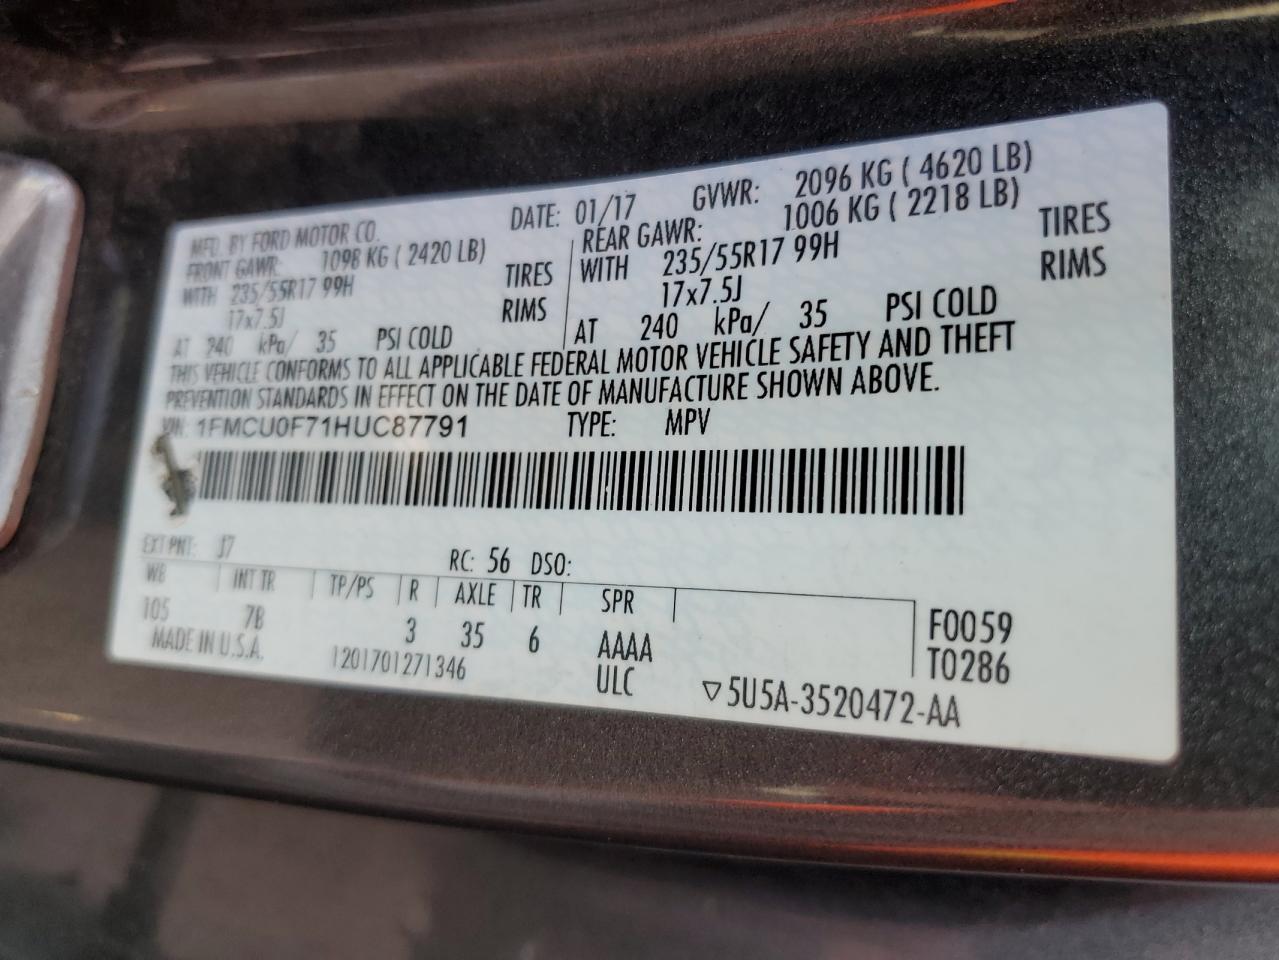 MFD. BY FORD MOTOR CO. DATE: 01/17 GVWR: 2096 KG ( 4620 LB)
FRONT GAWR: 1098 KG ( 2420 LB) REAR GAWR: 1006 KG ( 2218 LB)
WITH 235/55R17 99H TIRES WITH 235/55R17 99H TIRES
17x7.5J RIMS 17x7.5J RIMS
AT 240 kPa/ 35 PSI COLD AT 240 kPa/ 35 PSI COLD
THIS VEHICLE CONFORMS TO ALL APPLICABLE FEDERAL MOTOR VEHICLE SAFETY AND THEFT
PREVENTION STANDARDS IN EFFECT ON THE DATE OF MANUFACTURE SHOWN ABOVE.
VIN: 1FMCU0F71HUC87791 TYPE: MPV
EXT PNT: J7 RC: 56 DSO:
WB INT TR TP/PS R AXLE TR SPR
105 7B 3 35 6 AAAA F0059
MADE IN U.S.A. 1201701271346 ULC T0286
▽5U5A-3520472-AA